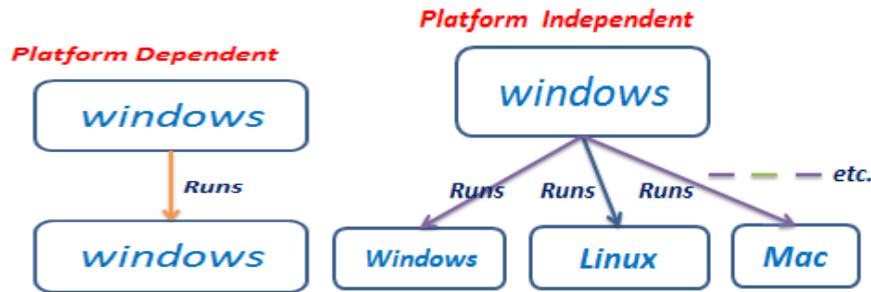 Platform Dependent
windows
Runs
windows
Platform Independent
windows
Runs Runs Runs etc.
Windows Linux Mac